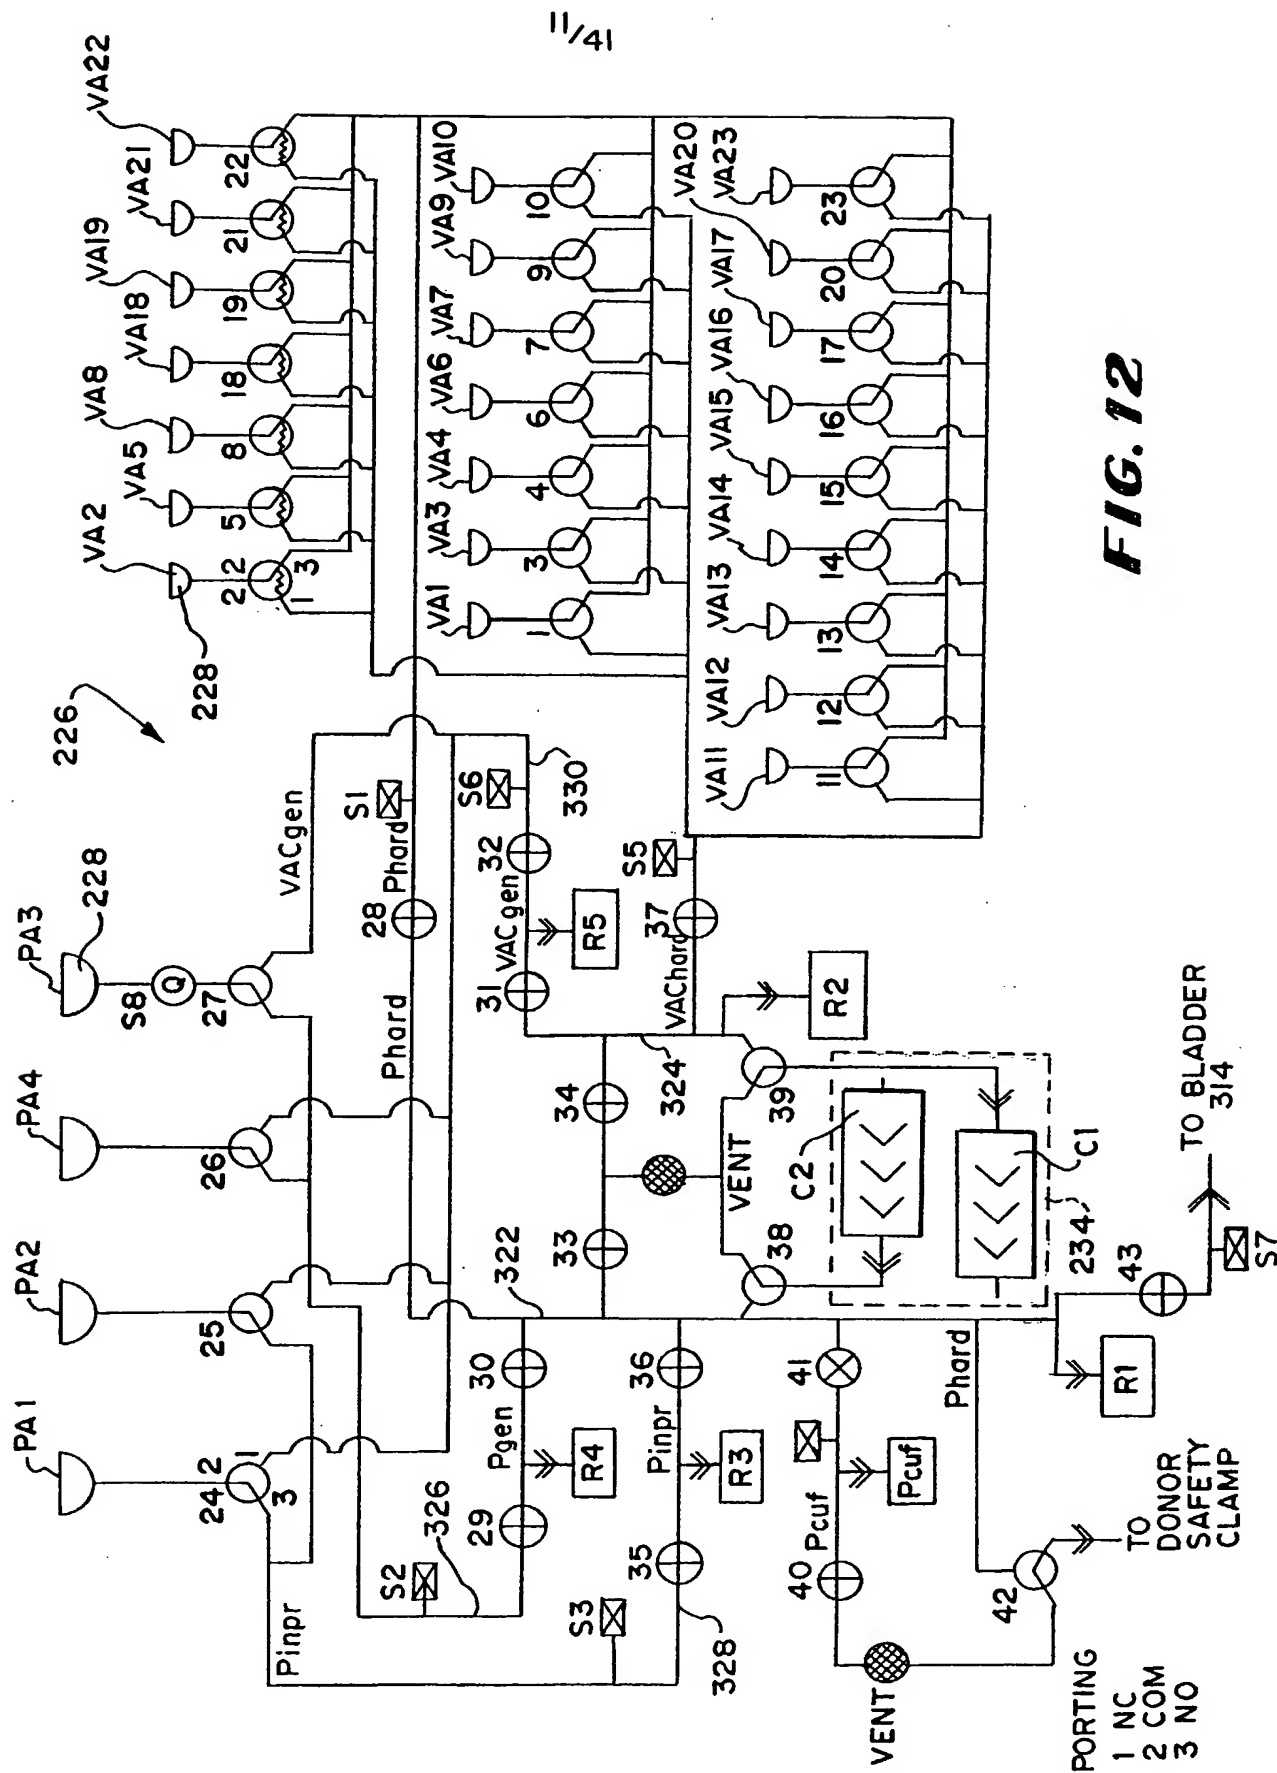 11/41
226
PA1
PA2
PA4
PA3
228
S8
Q
24
2
1
3
25
26
27
VACgen
Pinpr
VA2
VA5
VA8
VA18
VA19
VA21
VA22
228
2
2
1
3
5
8
18
19
21
22
Phard
28
Phard
S1
VA1
VA3
VA4
VA6
VA7
VA9
VA10
1
3
4
6
7
9
10
S2
326
29
Pgen
30
R4
322
31
VACgen
32
S6
R5
330
33
34
324
S3
35
Pinpr
36
R3
328
VENT
VAChard
37
S5
R2
38
39
VA11
VA12
VA13
VA14
VA15
VA16
VA17
VA20
VA23
11
12
13
14
15
16
17
20
23
40
Pcuf
41
Pcuf
C2
C1
234
VENT
Phard
42
TO
DONOR
SAFETY
CLAMP
R1
43
S7
TO BLADDER
314
PORTING
1 NC
2 COM
3 NO
FIG.12